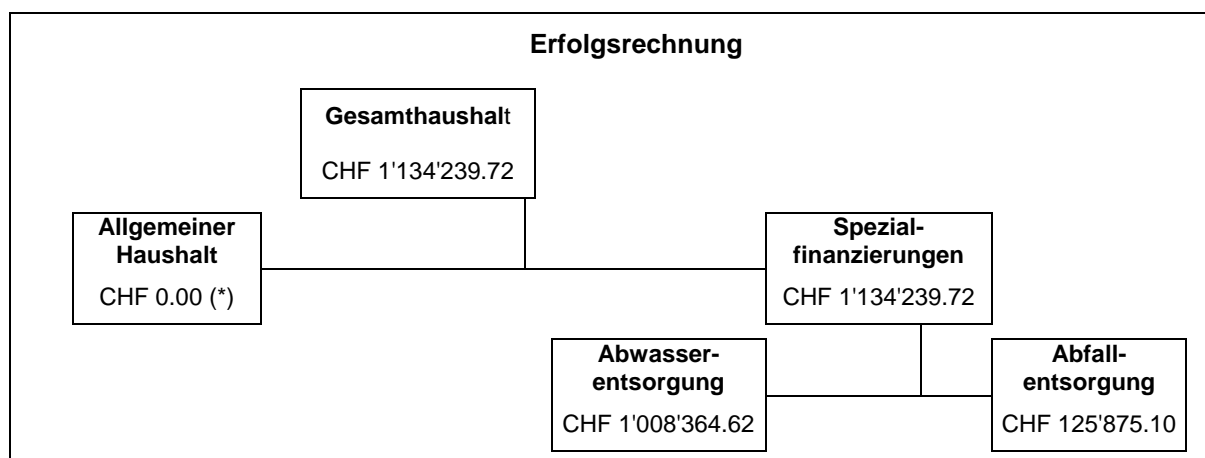 Erfolgsrechnung
Gesamthaushalt
CHF 1'134'239.72
Allgemeiner
Haushalt
CHF 0.00 (*)
Spezial-
finanzierungen
CHF 1'134'239.72
Abwasser-
entsorgung
CHF 1'008'364.62
Abfall-
entsorgung
CHF 125'875.10